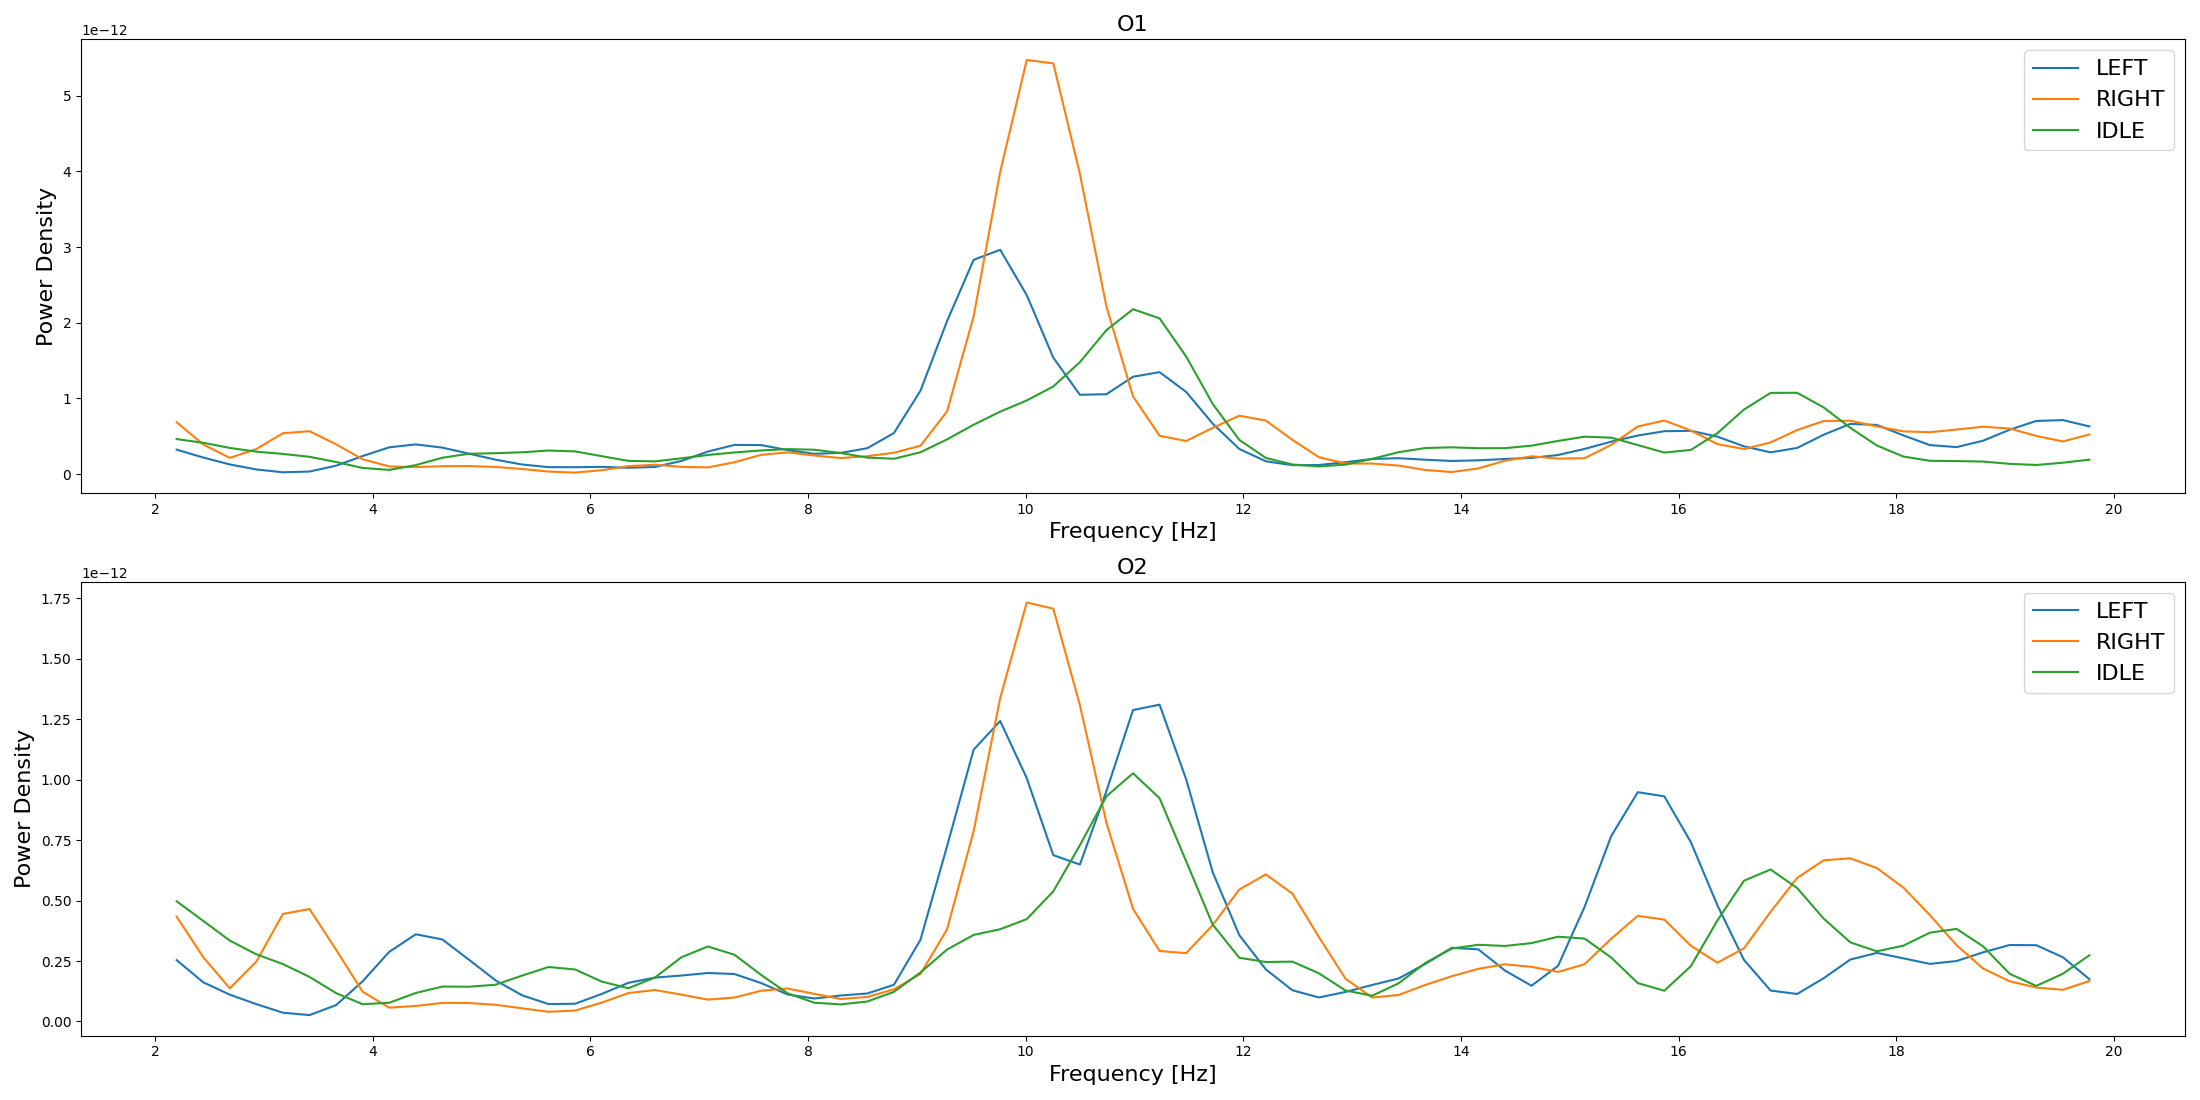 O1
1e−12
Power Density
5
4
3
2
1
0
LEFT
RIGHT
IDLE
2 4 6 8 10 12 14 16 18 20
Frequency [Hz]
O2
1e−12
Power Density
1.75
1.50
1.25
1.00
0.75
0.50
0.25
0.00
LEFT
RIGHT
IDLE
2 4 6 8 10 12 14 16 18 20
Frequency [Hz]